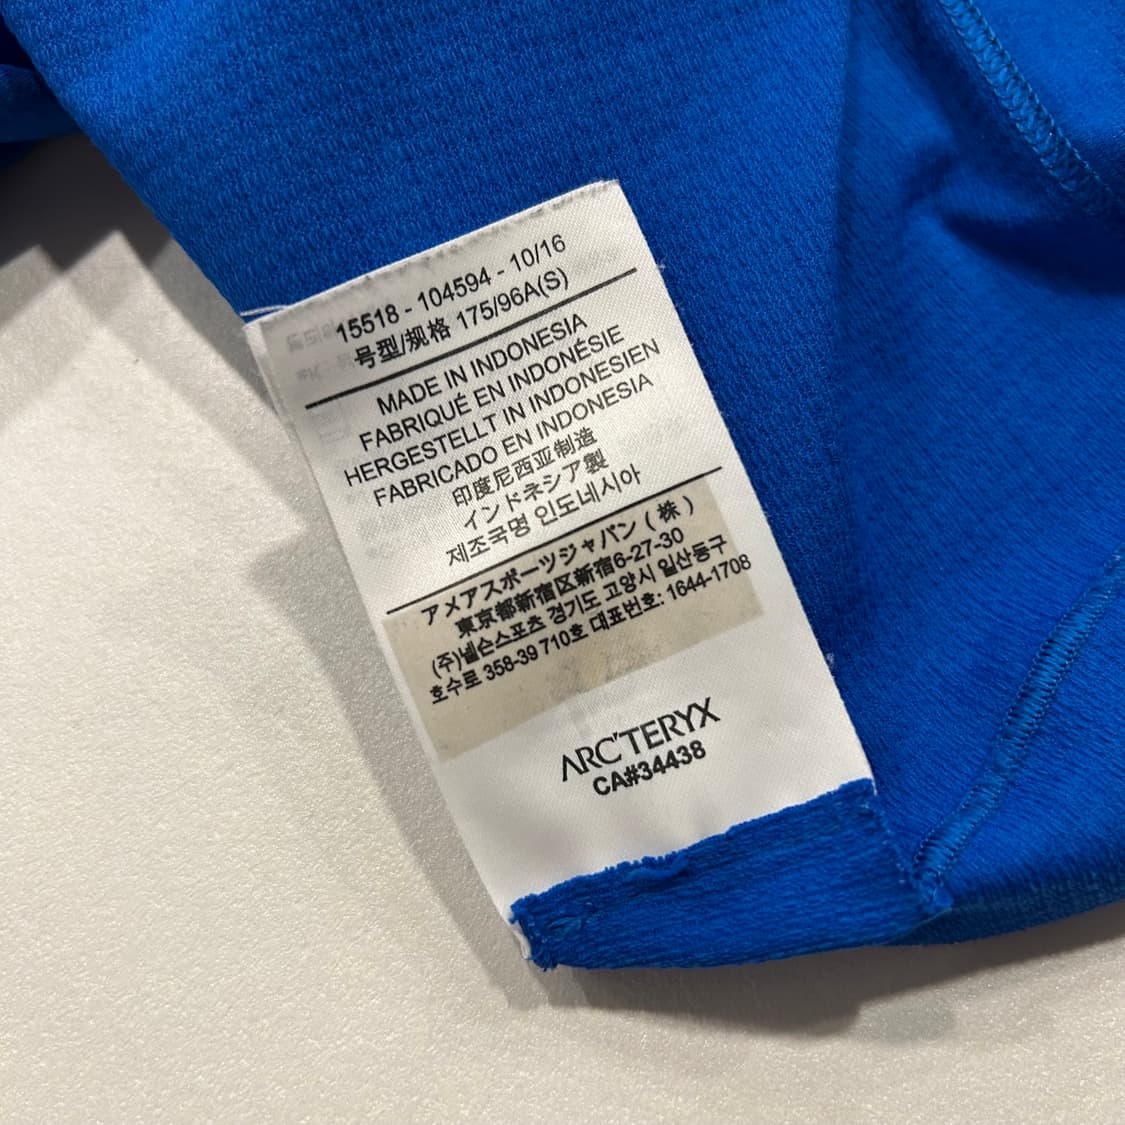 15518 - 104594 - 10/16
号型/规格 175/96A(S)
MADE IN INDONESIA
FABRIQUÉ EN INDONÉSIE
HERGESTELLT IN INDONESIEN
FABRICADO EN INDONESIA
印度尼西亚制造
インドネシア製
제조국명 인도네시아
アメアスポーツジャパン ( 株 )
東京都新宿区新宿6-27-30
(주)넬슨스포츠 경기도 고양시 일산동구
호수로 358-39 710호 대표번호: 1644-1708
ARC'TERYX
CA#34438